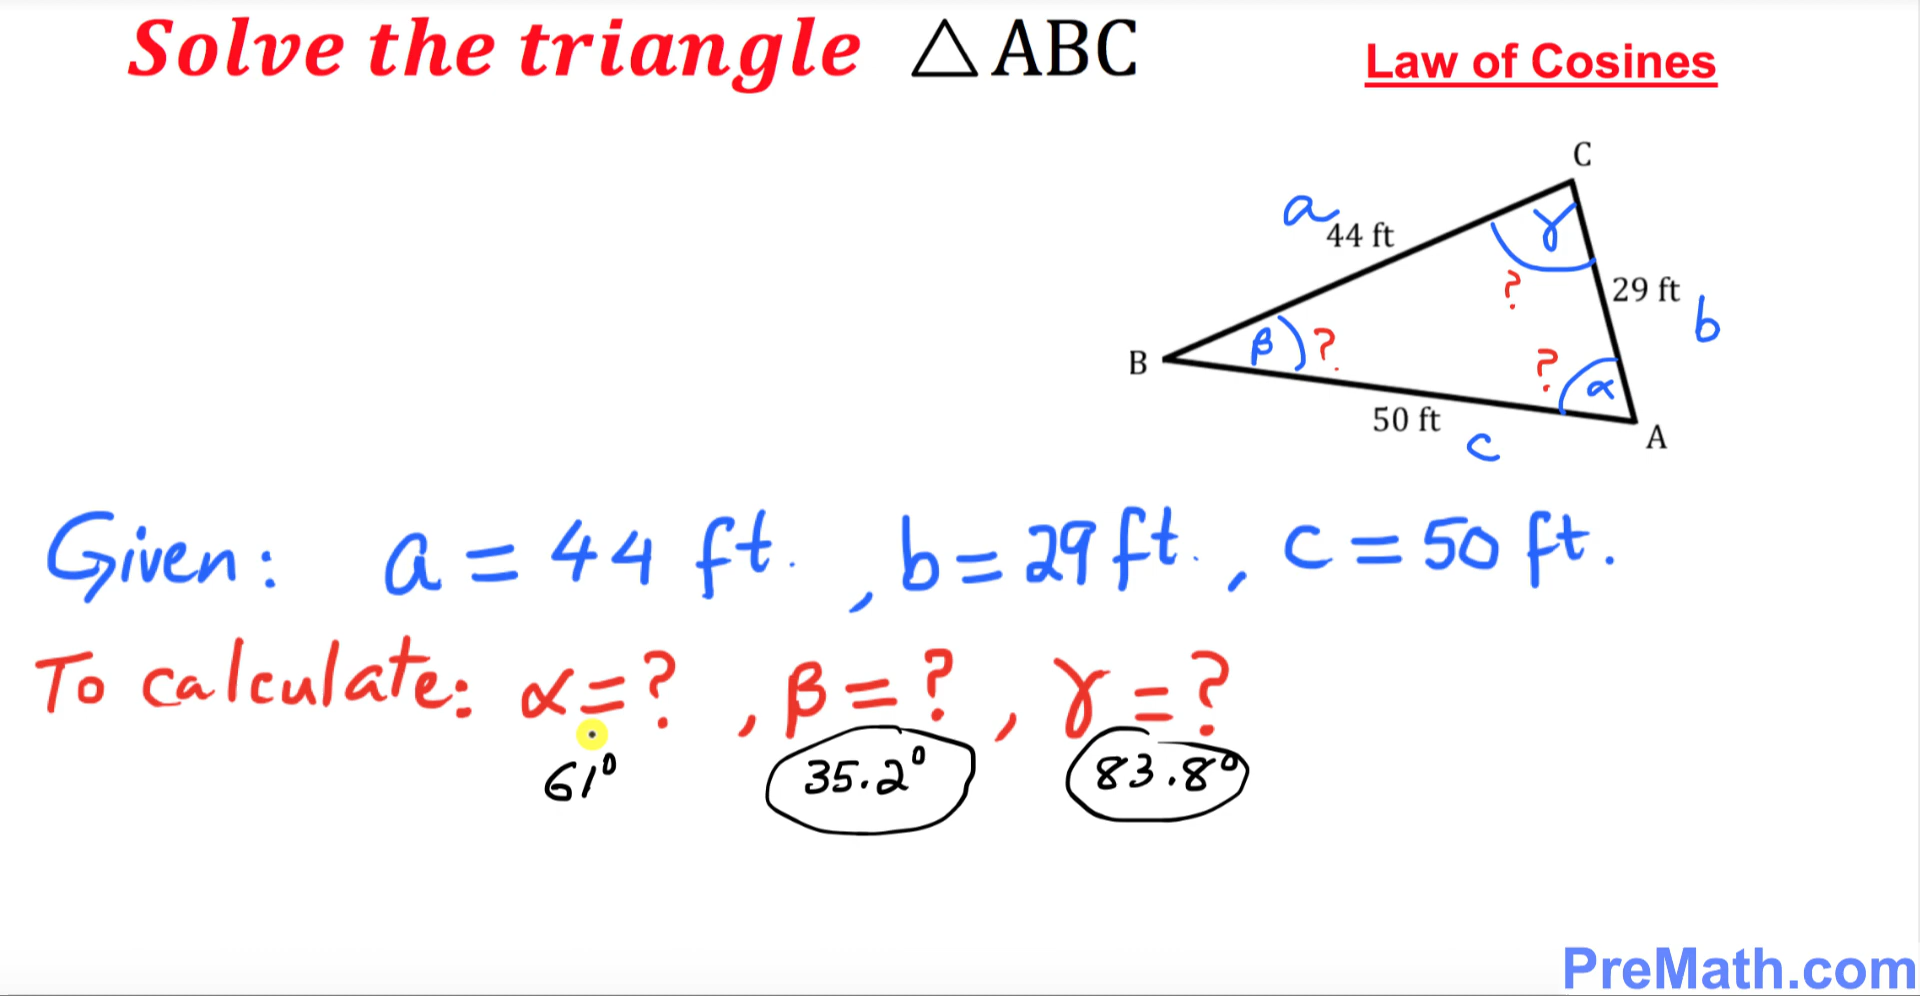 Solve the triangle △ABC
Law of Cosines
C
a
44 ft
γ
?
29 ft
b
B
β
?
?
α
50 ft
c
A
Given: a = 44 ft. , b = 29 ft. , c = 50 ft.
To calculate: α = ? , β = ? , γ = ?
61° 35.2° 83.8°
PreMath.com